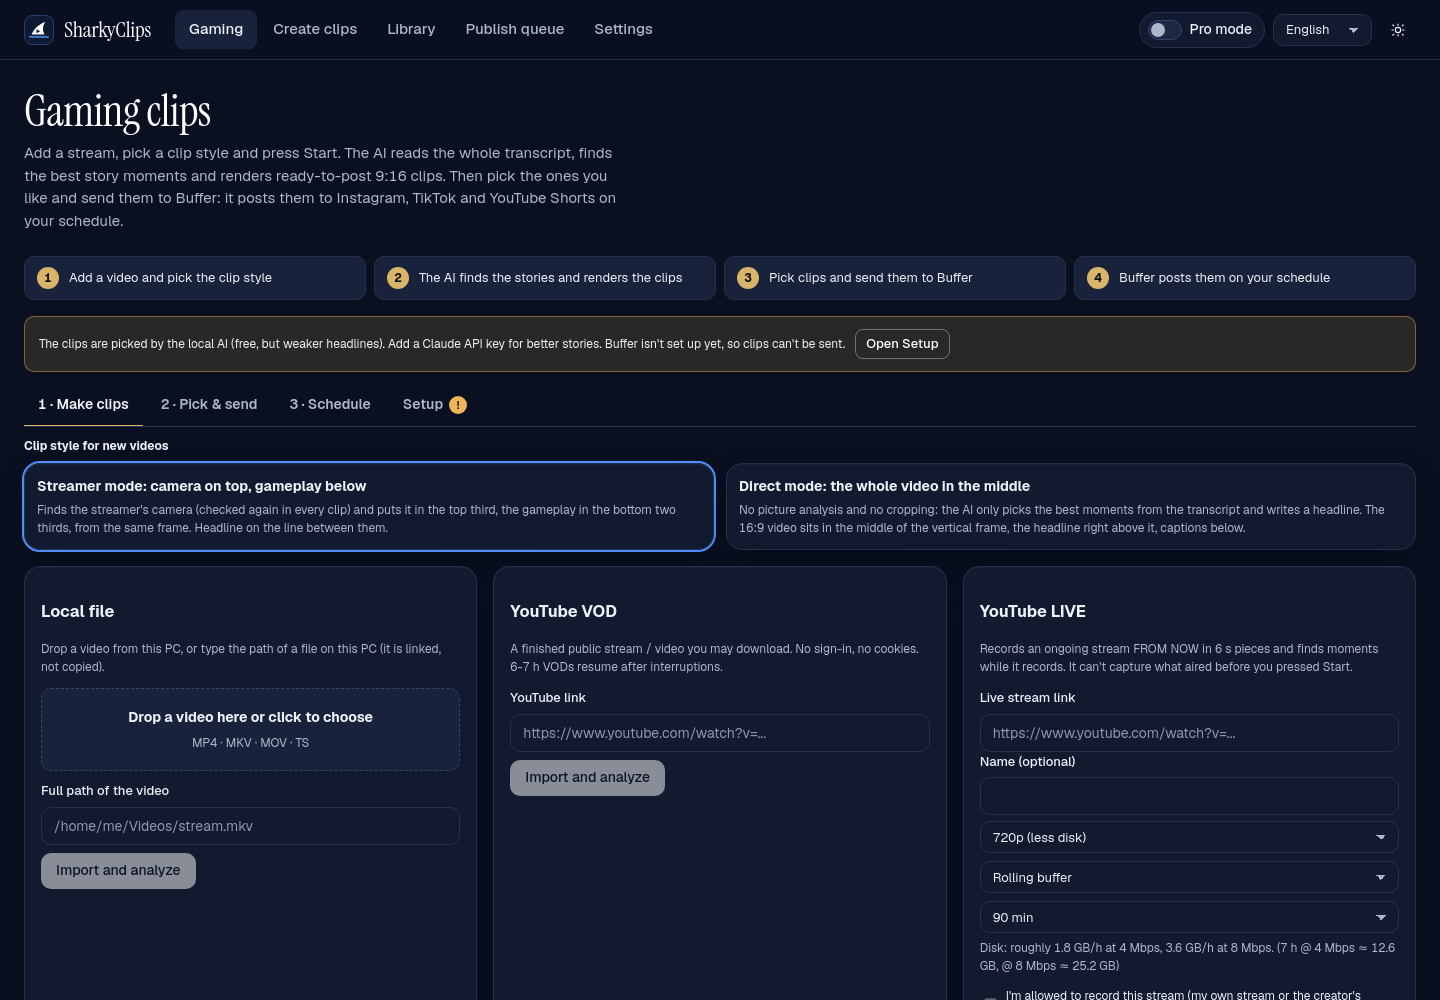 SharkyClips
Gaming
Create clips
Library
Publish queue
Settings
Pro mode
English
Gaming clips
Add a stream, pick a clip style and press Start. The AI reads the whole transcript, finds
the best story moments and renders ready-to-post 9:16 clips. Then pick the ones you
like and send them to Buffer: it posts them to Instagram, TikTok and YouTube Shorts on
your schedule.
1 Add a video and pick the clip style
2 The AI finds the stories and renders the clips
3 Pick clips and send them to Buffer
4 Buffer posts them on your schedule
The clips are picked by the local AI (free, but weaker headlines). Add a Claude API key for better stories. Buffer isn't set up yet, so clips can't be sent.
Open Setup
1 · Make clips
2 · Pick & send
3 · Schedule
Setup !
Clip style for new videos
Streamer mode: camera on top, gameplay below
Finds the streamer's camera (checked again in every clip) and puts it in the top third, the gameplay in the bottom two
thirds, from the same frame. Headline on the line between them.
Direct mode: the whole video in the middle
No picture analysis and no cropping: the AI only picks the best moments from the transcript and writes a headline. The
16:9 video sits in the middle of the vertical frame, the headline right above it, captions below.
Local file
Drop a video from this PC, or type the path of a file on this PC (it is linked,
not copied).
Drop a video here or click to choose
MP4 · MKV · MOV · TS
Full path of the video
/home/me/Videos/stream.mkv
Import and analyze
YouTube VOD
A finished public stream / video you may download. No sign-in, no cookies.
6-7 h VODs resume after interruptions.
YouTube link
https://www.youtube.com/watch?v=...
Import and analyze
YouTube LIVE
Records an ongoing stream FROM NOW in 6 s pieces and finds moments
while it records. It can't capture what aired before you pressed Start.
Live stream link
https://www.youtube.com/watch?v=...
Name (optional)
720p (less disk)
Rolling buffer
90 min
Disk: roughly 1.8 GB/h at 4 Mbps, 3.6 GB/h at 8 Mbps. (7 h @ 4 Mbps ≈ 12.6
GB, @ 8 Mbps ≈ 25.2 GB)
I'm allowed to record this stream (my own stream or the creator's